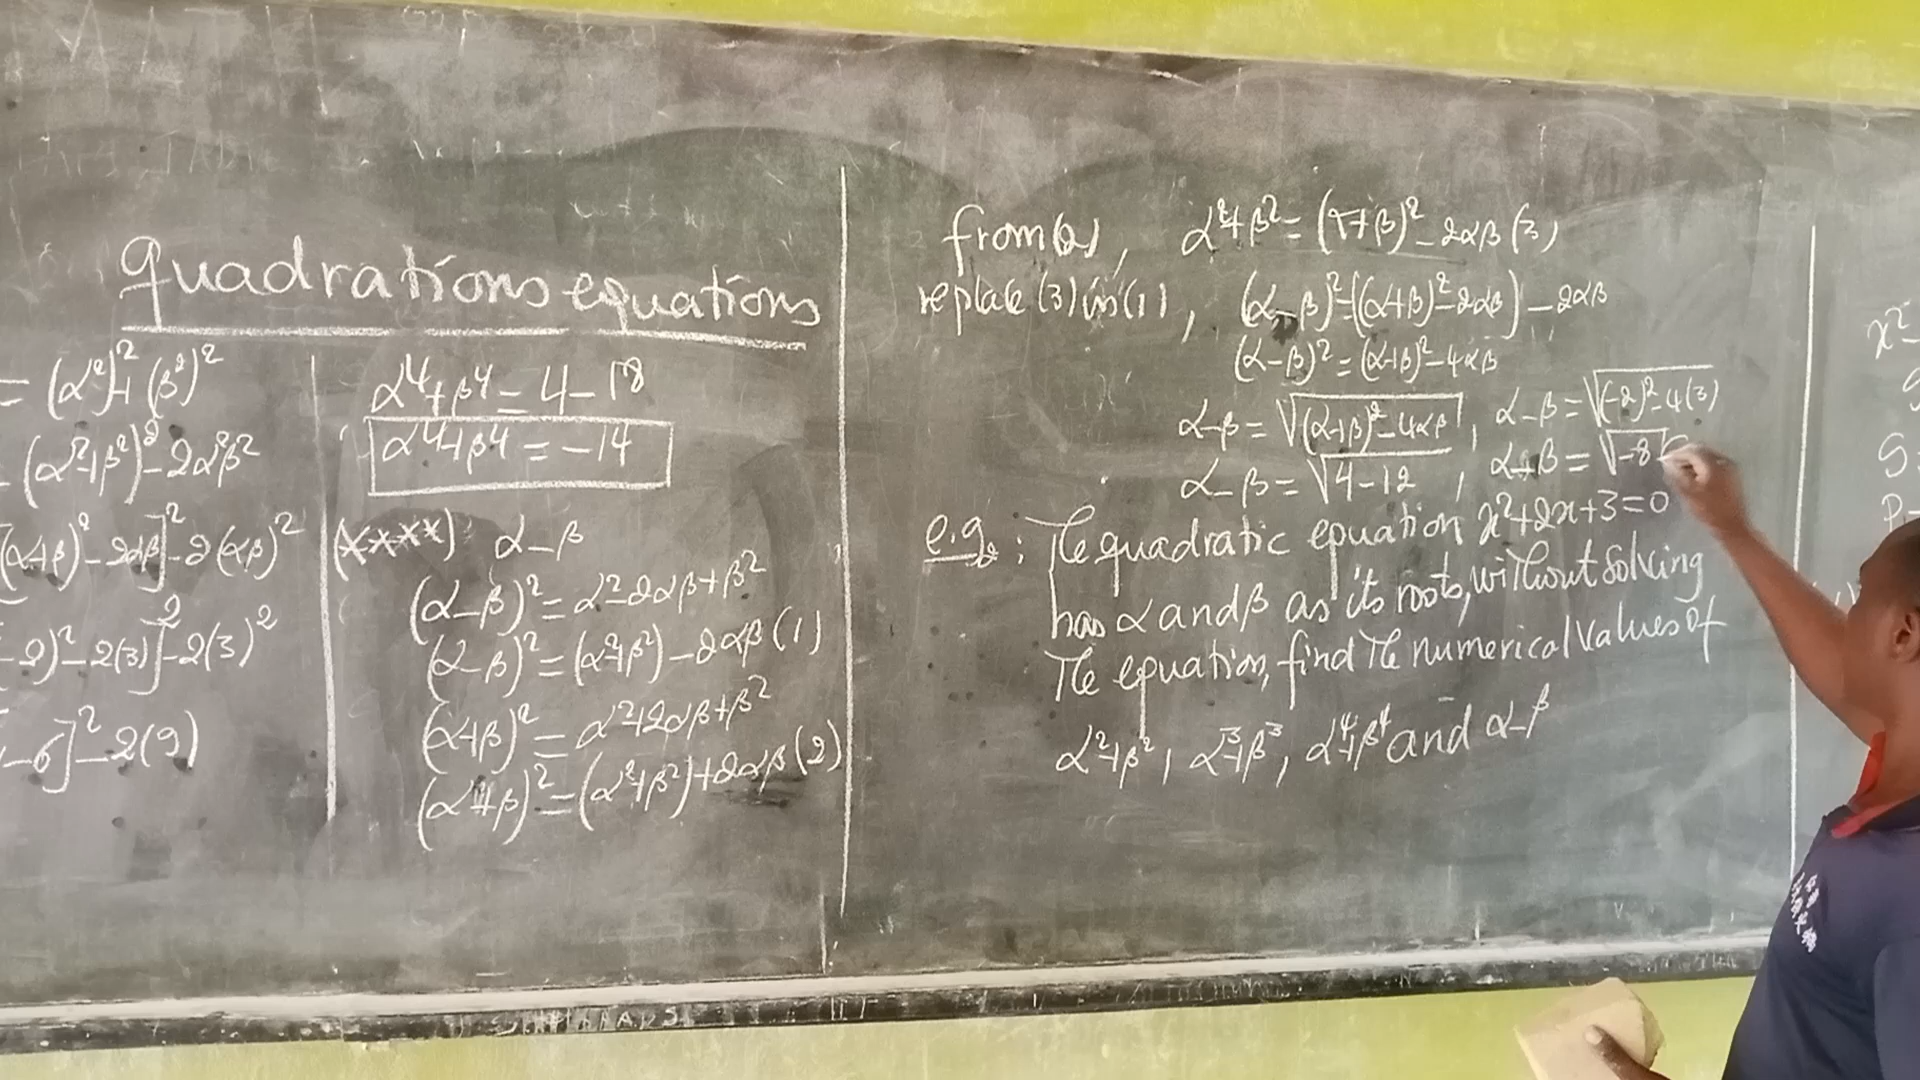 quadrations equations
= (α²)²+(β²)²
(α²+β²)²-2α²β²
[(α+β)²-2αβ]²-2(αβ)²
-2)²-2(3)]²-2(3)²
-6]²-2(9)
α⁴+β⁴=4-18
α⁴+β⁴=-14
(****) α-β
(α-β)²=α²-2αβ+β²
(α-β)²=(α²+β²)-2αβ(1)
(α+β)²=α²+2αβ+β²
(α+β)²=(α²+β²)+2αβ(2)
from(2), α²+β²=(α+β)²-2αβ(3)
replace(3)in(1), (α-β)²=((α+β)²-2αβ)-2αβ
(α-β)²=(α+β)²-4αβ
α-β=√(α+β)²-4αβ, α-β=√(-2)²-4(3)
α-β=√4-12, α-β=√-8
e.g: The quadratic equation x²+2x+3=0
has α and β as its roots, without solving
The equation, find The numerical values of
α²+β², α³+β³, α⁴+β⁴ and α-β
x²-
S
P